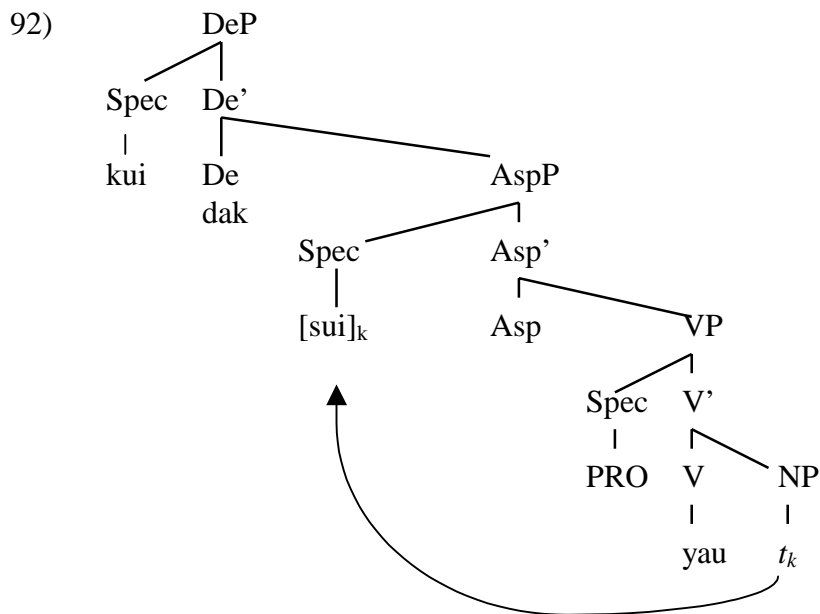 92) DeP
Spec De’
kui De AspP
dak
Spec Asp’
[sui]k Asp VP
Spec V’
PRO V NP
yau tk